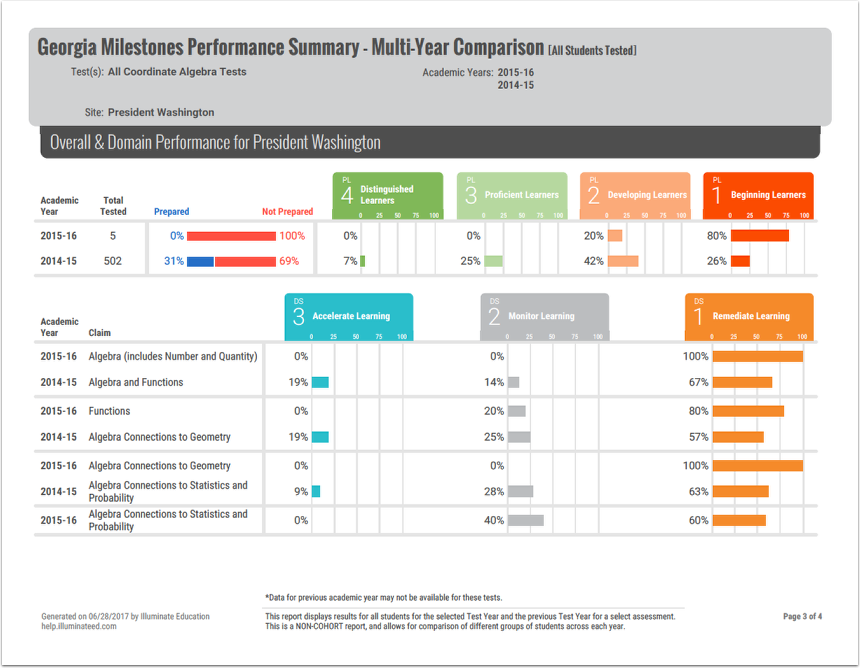 Georgia Milestones Performance Summary - Multi-Year Comparison [All Students Tested]
Test(s): All Coordinate Algebra Tests
Academic Years: 2015-16
2014-15
Site: President Washington
Overall & Domain Performance for President Washington
Academic Year Total Tested Prepared Not Prepared
PL 4 Distinguished Learners 0 25 50 75 100
PL 3 Proficient Learners 0 25 50 75 100
PL 2 Developing Learners 0 25 50 75 100
PL 1 Beginning Learners 0 25 50 75 100
2015-16 5 0% 100% 0% 0% 20% 80%
2014-15 502 31% 69% 7% 25% 42% 26%
Academic Year Claim
DS 3 Accelerate Learning 0 25 50 75 100
DS 2 Monitor Learning 0 25 50 75 100
DS 1 Remediate Learning 0 25 50 75 100
2015-16 Algebra (includes Number and Quantity) 0% 0% 100%
2014-15 Algebra and Functions 19% 14% 67%
2015-16 Functions 0% 20% 80%
2014-15 Algebra Connections to Geometry 19% 25% 57%
2015-16 Algebra Connections to Geometry 0% 0% 100%
2014-15 Algebra Connections to Statistics and Probability 9% 28% 63%
2015-16 Algebra Connections to Statistics and Probability 0% 40% 60%
*Data for previous academic year may not be available for these tests.
Generated on 06/28/2017 by Illuminate Education
help.illuminateed.com
This report displays results for all students for the selected Test Year and the previous Test Year for a select assessment.
This is a NON-COHORT report, and allows for comparison of different groups of students across each year.
Page 3 of 4